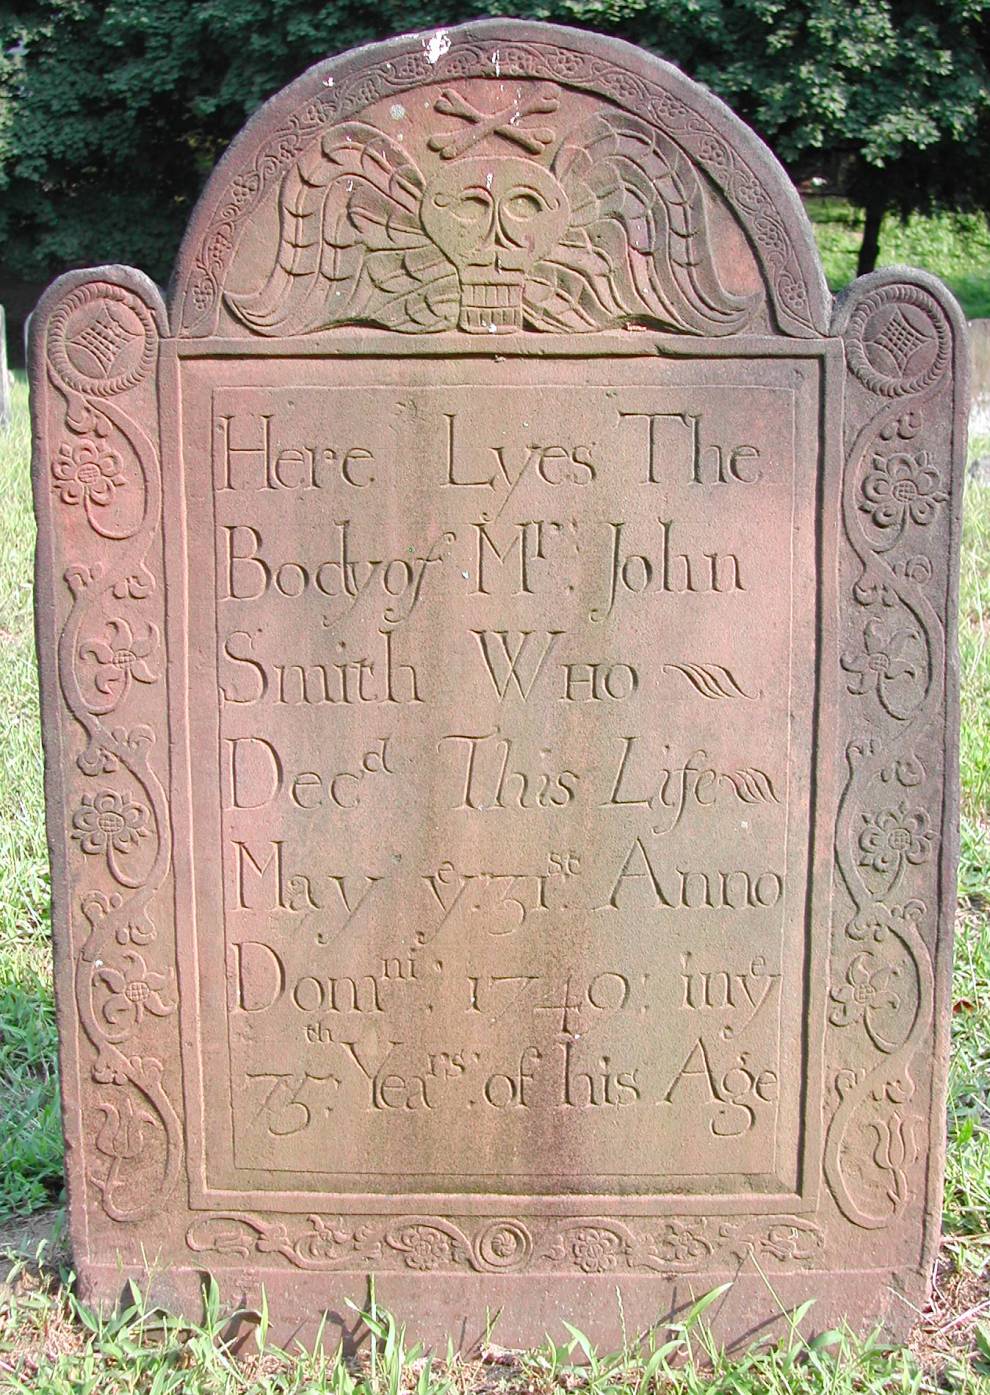 Here Lyes The
Body of Mr. John
Smith Who
Decd This Life
May ye 31st Anno
Domni: 1740: in ye
75th Years of his Age